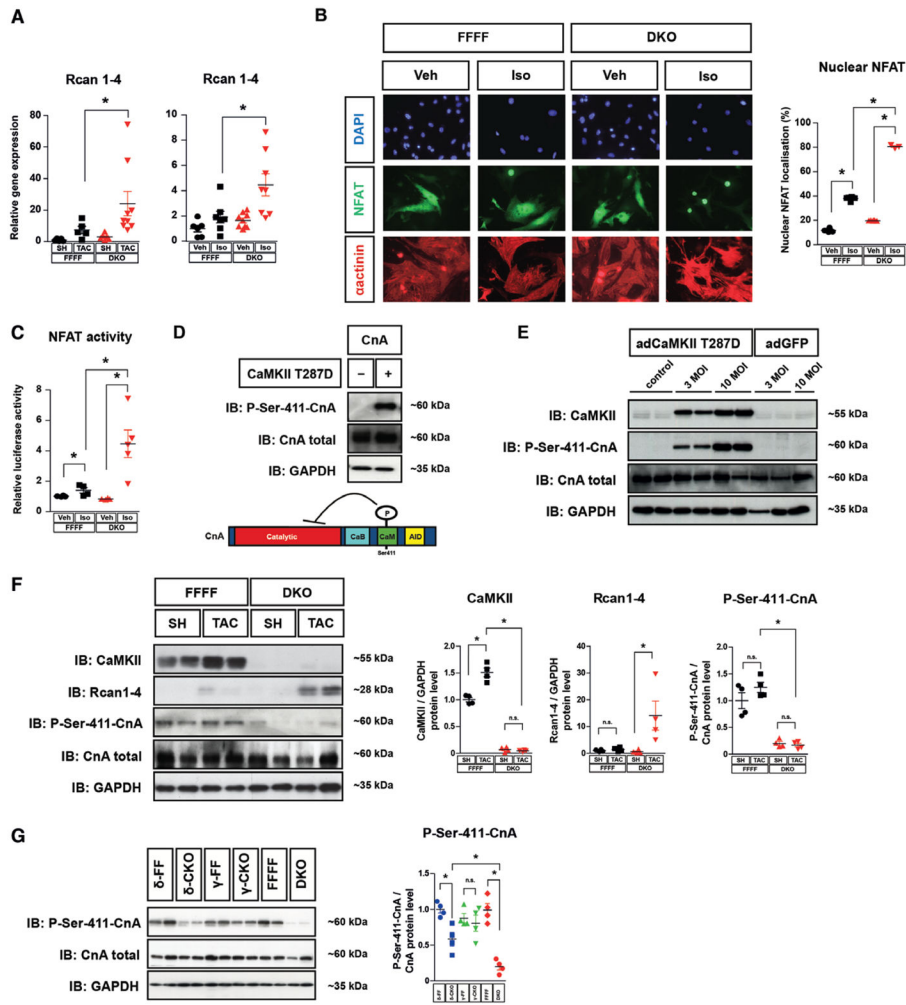 A
Rcan 1-4
Relative gene expression
80
60
40
20
0
SH TAC SH TAC
FFFF DKO
*
Rcan 1-4
10
8
6
4
2
0
Veh Iso Veh Iso
FFFF DKO
*
B
FFFF DKO
Veh Iso Veh Iso
DAPI
NFAT
αactinin
Nuclear NFAT
Nuclear NFAT localisation (%)
100
80
60
40
20
0
Veh Iso Veh Iso
FFFF DKO
* * *
C
NFAT activity
Relative luciferase activity
8
6
4
2
0
Veh Iso Veh Iso
FFFF DKO
* * *
D
CnA
CaMKII T287D – +
IB: P-Ser-411-CnA ~60 kDa
IB: CnA total ~60 kDa
IB: GAPDH ~35 kDa
P
CnA Catalytic CaB CaM AID
Ser411
E
adCaMKII T287D adGFP
control 3 MOI 10 MOI 3 MOI 10 MOI
IB: CaMKII ~55 kDa
IB: P-Ser-411-CnA ~60 kDa
IB: CnA total ~60 kDa
IB: GAPDH ~35 kDa
F
FFFF DKO
SH TAC SH TAC
IB: CaMKII ~55 kDa
IB: Rcan1-4 ~28 kDa
IB: P-Ser-411-CnA ~60 kDa
IB: CnA total ~60 kDa
IB: GAPDH ~35 kDa
CaMKII
CaMKII / GAPDH
protein level
2.0
1.5
1.0
0.5
0.0
* * n.s.
SH TAC SH TAC
FFFF DKO
Rcan1-4
Rcan1-4 / GAPDH
protein level
40
30
20
10
0
n.s. *
SH TAC SH TAC
FFFF DKO
P-Ser-411-CnA
P-Ser-411-CnA /
CnA protein level
2.0
1.5
1.0
0.5
0.0
n.s. * n.s.
SH TAC SH TAC
FFFF DKO
G
δ-FF δ-CKO γ-FF γ-CKO FFFF DKO
IB: P-Ser-411-CnA ~60 kDa
IB: CnA total ~60 kDa
IB: GAPDH ~35 kDa
P-Ser-411-CnA
P-Ser-411-CnA /
CnA protein level
1.5
1.0
0.5
0.0
* n.s. * *
δ-FF δ-CKO γ-FF γ-CKO FFFF DKO